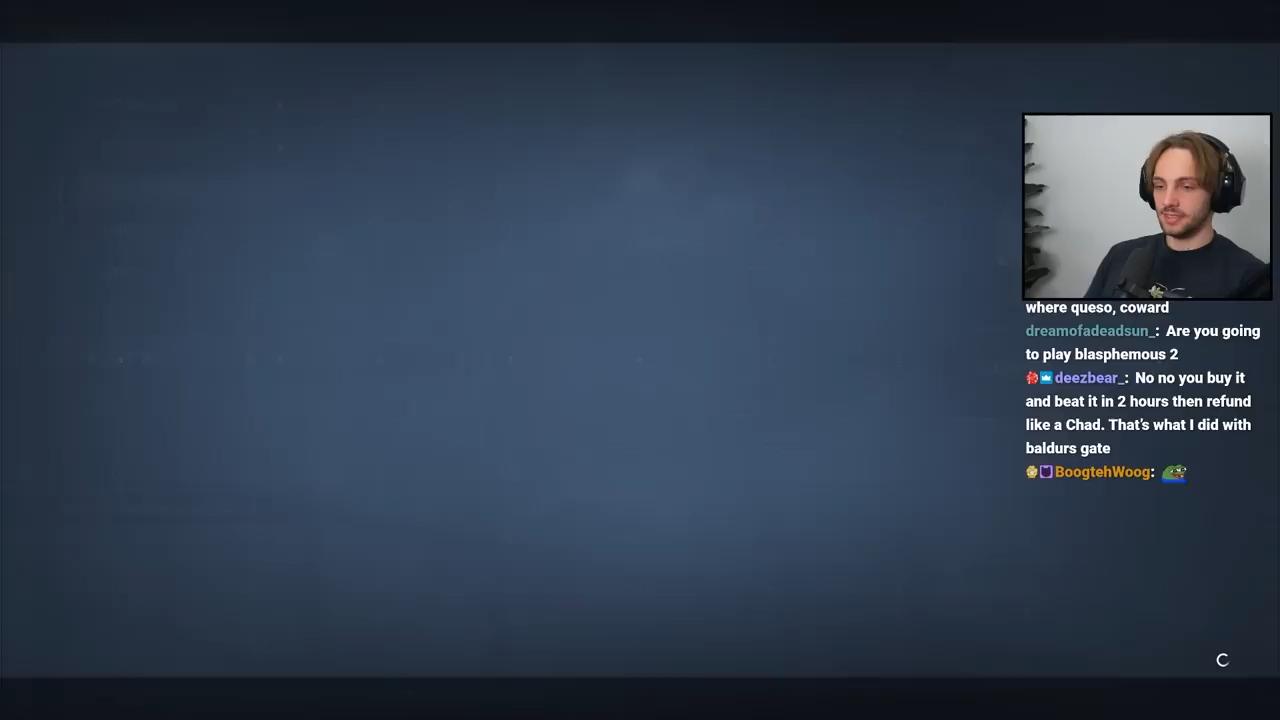 where queso, coward
dreamofadeadsun_: Are you going
to play blasphemous 2
deezbear_: No no you buy it
and beat it in 2 hours then refund
like a Chad. That's what I did with
baldurs gate
BoogtehWoog: